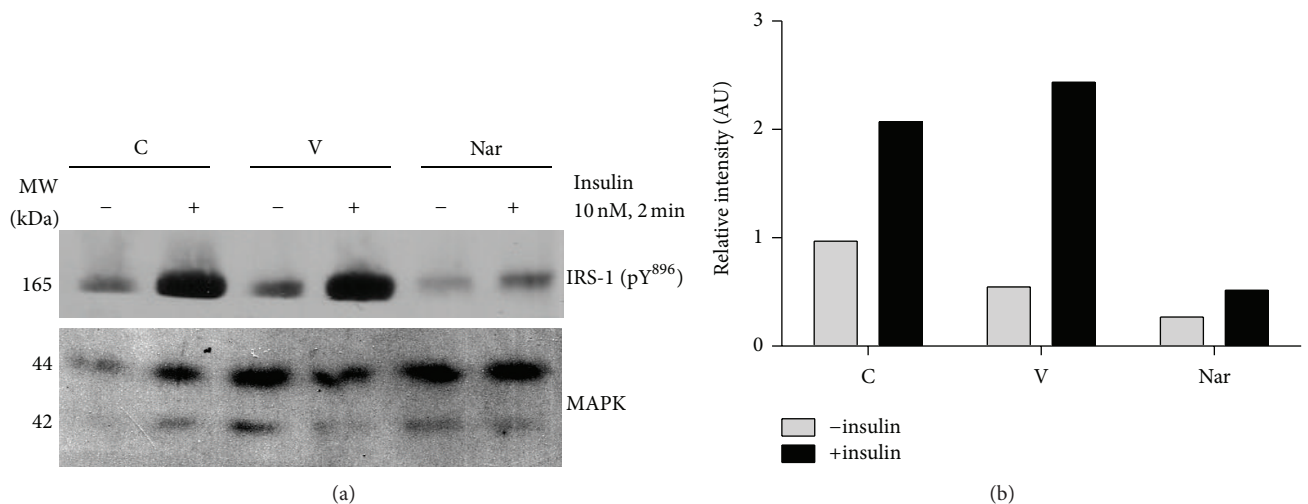 C V Nar
MW
(kDa)
Insulin
− + − + − + 10 nM, 2 min
165 IRS-1 (pY⁸⁹⁶)
44
MAPK
42
(a)
Relative intensity (AU)
3
2
1
0
C V Nar
−insulin
+insulin
(b)